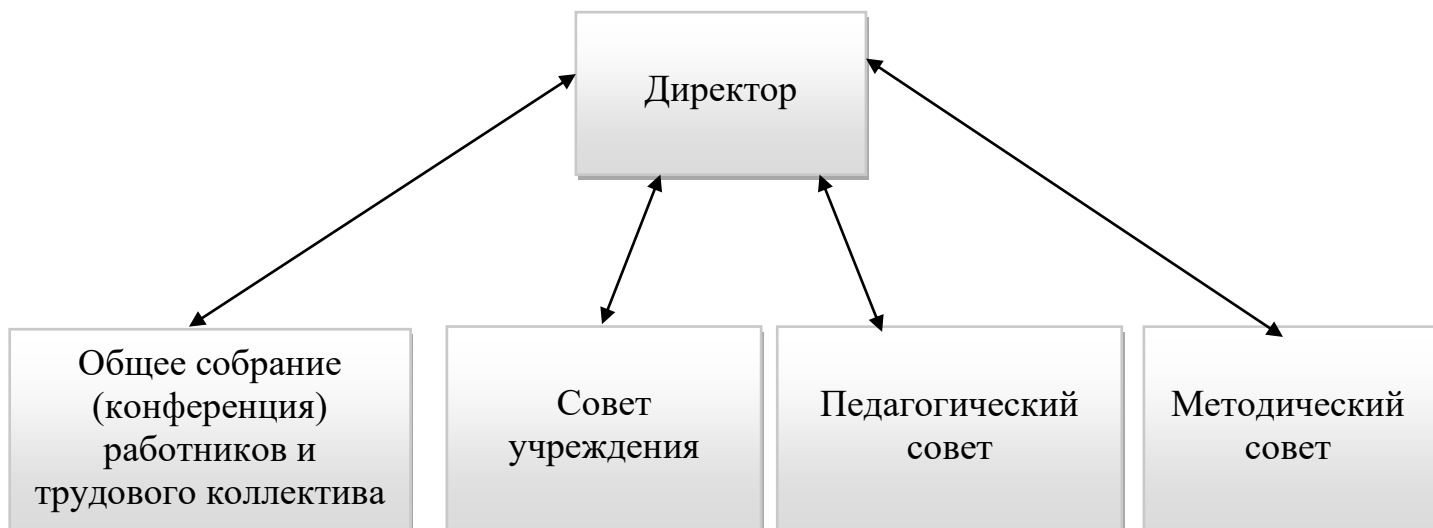 Директор
Общее собрание
(конференция)
работников и
трудового коллектива
Совет
учреждения
Педагогический
совет
Методический
совет